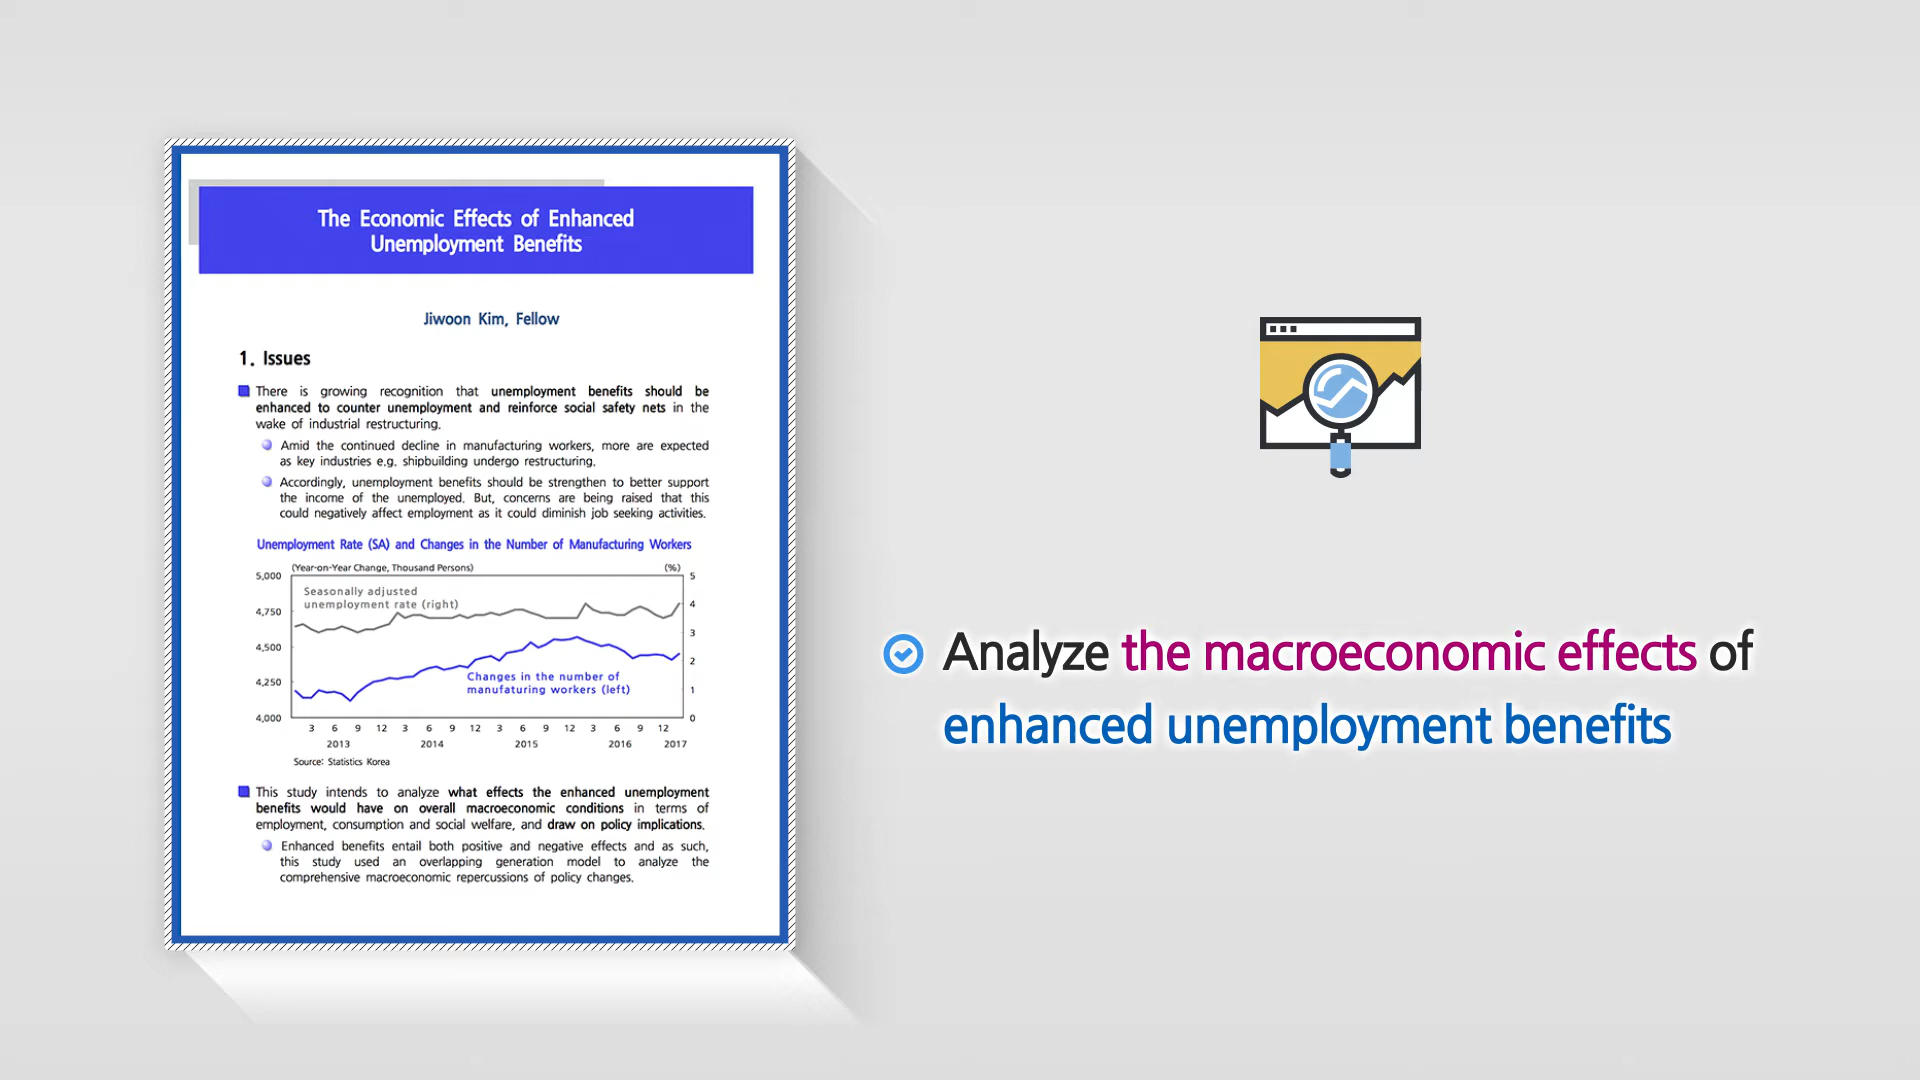 The Economic Effects of Enhanced
Unemployment Benefits
Jiwoon Kim, Fellow
1. Issues
There is growing recognition that unemployment benefits should be
enhanced to counter unemployment and reinforce social safety nets in the
wake of industrial restructuring.
Amid the continued decline in manufacturing workers, more are expected
as key industries e.g. shipbuilding undergo restructuring.
Accordingly, unemployment benefits should be strengthen to better support
the income of the unemployed. But, concerns are being raised that this
could negatively affect employment as it could diminish job seeking activities.
Unemployment Rate (SA) and Changes in the Number of Manufacturing Workers
(Year-on-Year Change, Thousand Persons) (%)
5,000 5
Seasonally adjusted
unemployment rate (right)
4
4,750
3
4,500
2
4,250
Changes in the number of
manufaturing workers (left)
1
4,000 0
3 6 9 12 3 6 9 12 3 6 9 12 3 6 9 12
2013 2014 2015 2016 2017
Source: Statistics Korea
This study intends to analyze what effects the enhanced unemployment
benefits would have on overall macroeconomic conditions in terms of
employment, consumption and social welfare, and draw on policy implications.
Enhanced benefits entail both positive and negative effects and as such,
this study used an overlapping generation model to analyze the
comprehensive macroeconomic repercussions of policy changes.
Analyze the macroeconomic effects of
enhanced unemployment benefits